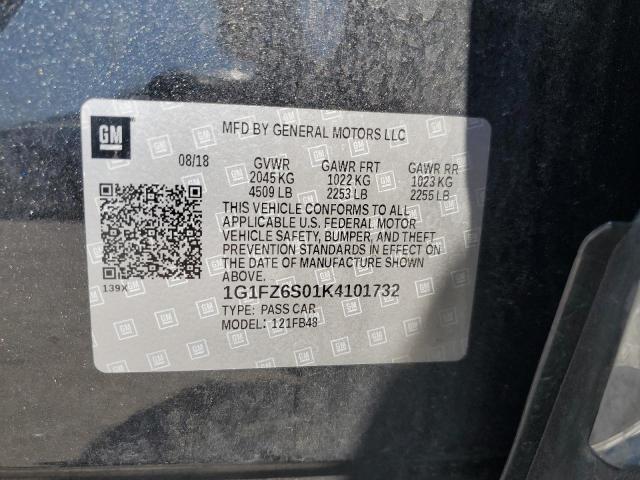 GM
MFD BY GENERAL MOTORS LLC
08/18 GVWR GAWR FRT GAWR RR
2045 KG 1022 KG 1023 KG
4509 LB 2253 LB 2255 LB
THIS VEHICLE CONFORMS TO ALL
APPLICABLE U.S. FEDERAL MOTOR
VEHICLE SAFETY, BUMPER, AND THEFT
PREVENTION STANDARDS IN EFFECT ON
THE DATE OF MANUFACTURE SHOWN
ABOVE.
139X
1G1FZ6S01K4101732
TYPE: PASS CAR
MODEL: 121FB48